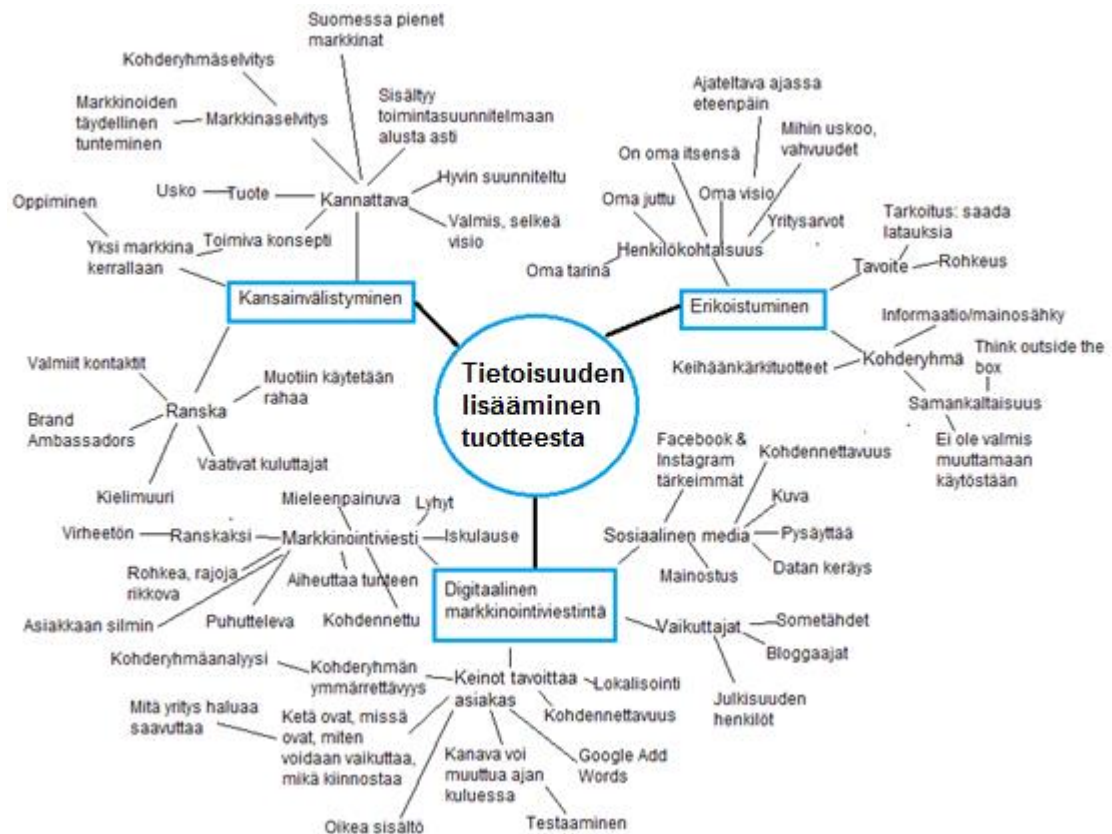 Suomessa pienet
markkinat
Kohderyhmäselvitys
Markkinoiden
täydellinen
tunteminen
Markkinaselvitys
Sisältyy
toimintasuunnitelmaan
alusta asti
Usko
Tuote
Kannattava
Hyvin suunniteltu
Valmis, selkeä
visio
Oppiminen
Yksi markkina
kerrallaan
Toimiva konsepti
Kansainvälistyminen
Ajateltava ajassa
eteenpäin
Mihin uskoo,
vahvuudet
On oma itsensä
Oma visio
Oma juttu
Yritysarvot
Henkilökohtaisuus
Oma tarina
Tarkoitus: saada
latauksia
Tavoite
Rohkeus
Erikoistuminen
Informaatio/mainosähky
Kohderyhmä
Think outside the
box
Keihäänkärkituotteet
Samankaltaisuus
Ei ole valmis
muuttamaan
käytöstään
Tietoisuuden
lisääminen
tuotteesta
Valmiit kontaktit
Muotiin käytetään
rahaa
Ranska
Brand
Ambassadors
Vaativat kuluttajat
Kielimuuri
Mieleenpainuva
Lyhyt
Virheetön
Ranskaksi
Markkinointiviesti
Iskulause
Rohkea, rajoja
rikkova
Aiheuttaa tunteen
Asiakkaan silmin
Puhutteleva
Kohdennettu
Digitaalinen
markkinointiviestintä
Facebook &
Instagram
tärkeimmät
Kohdennettavuus
Kuva
Sosiaalinen media
Pysäyttää
Mainostus
Datan keräys
Vaikuttajat
Sometähdet
Bloggaajat
Julkisuuden
henkilöt
Kohderyhmäanalyysi
Kohderyhmän
ymmärrettävyys
Keinot tavoittaa
asiakas
Lokalisointi
Kohdennettavuus
Mitä yritys haluaa
saavuttaa
Ketä ovat, missä
ovat, miten
voidaan vaikuttaa,
mikä kiinnostaa
Kanava voi
muuttua ajan
kuluessa
Google Add
Words
Oikea sisältö
Testaaminen